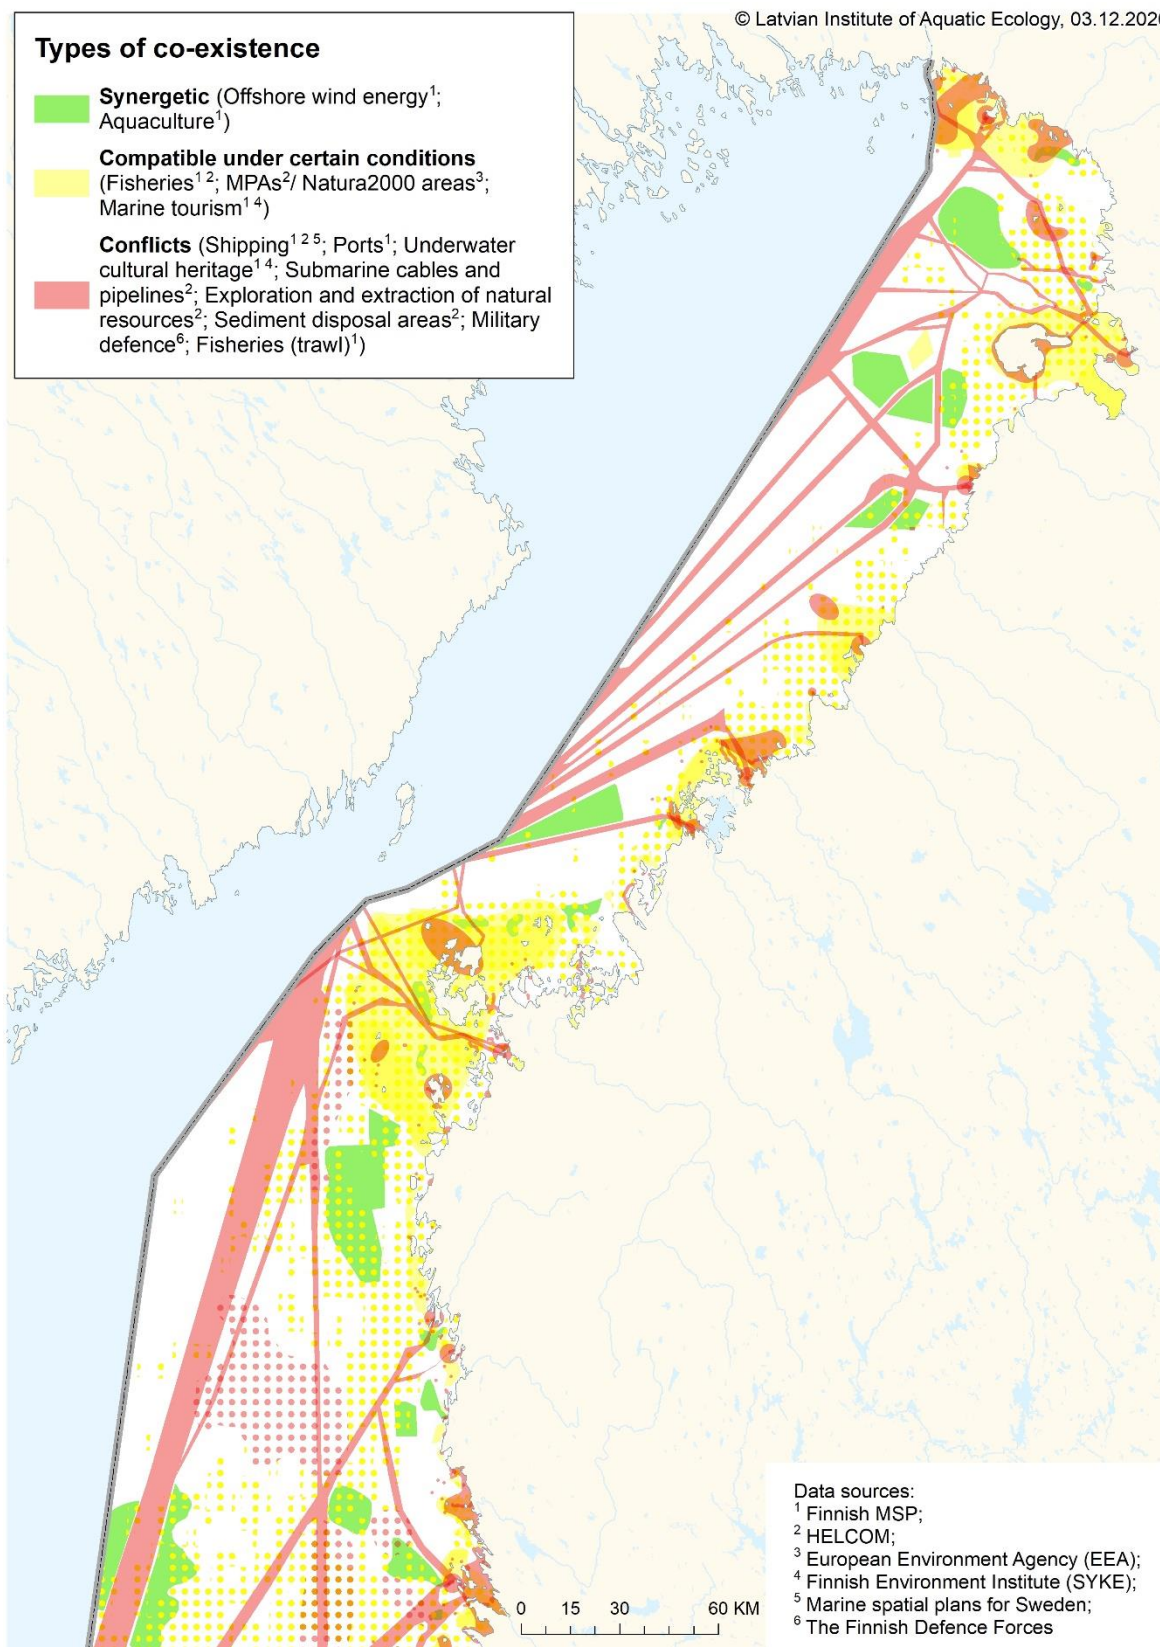 © Latvian Institute of Aquatic Ecology, 03.12.2020
Types of co-existence
Synergetic (Offshore wind energy¹;
Aquaculture¹)
Compatible under certain conditions
(Fisheries¹ ²; MPAs²/ Natura2000 areas³;
Marine tourism¹ ⁴)
Conflicts (Shipping¹ ² ⁵; Ports¹; Underwater
cultural heritage¹ ⁴; Submarine cables and
pipelines²; Exploration and extraction of natural
resources²; Sediment disposal areas²; Military
defence⁶; Fisheries (trawl)¹)
Data sources:
¹ Finnish MSP;
² HELCOM;
³ European Environment Agency (EEA);
⁴ Finnish Environment Institute (SYKE);
⁵ Marine spatial plans for Sweden;
⁶ The Finnish Defence Forces
0 15 30 60 KM